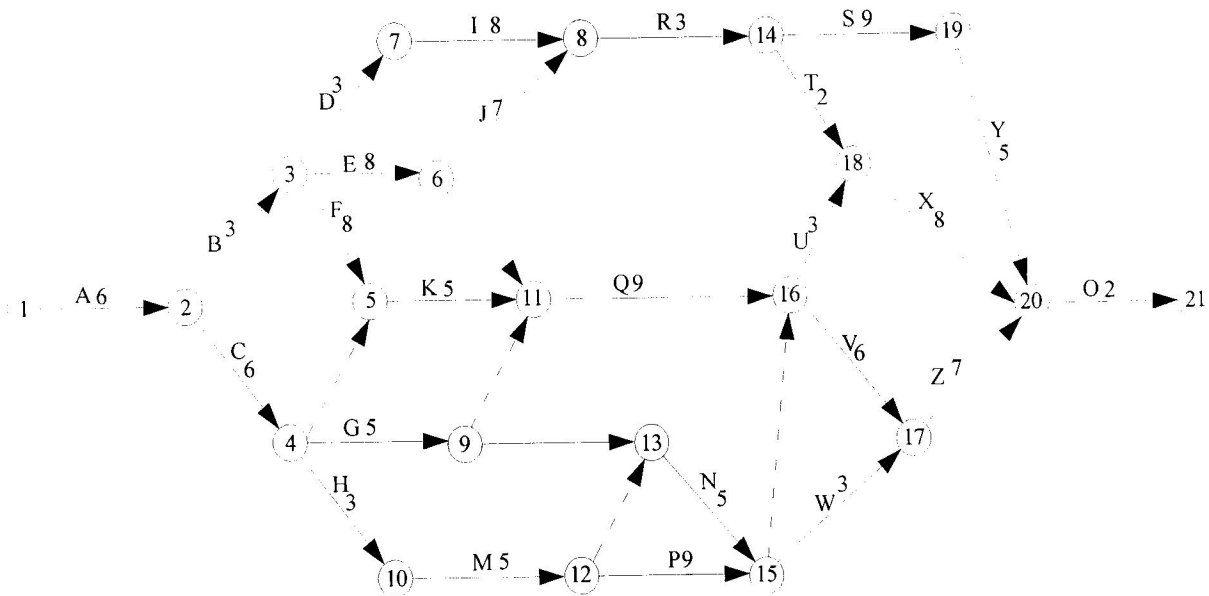 I 8
R 3
S 9
7
8
14
19
D 3
J 7
T 2
Y 5
3
E 8
6
18
F 8
X 8
B 3
U 3
1
A 6
2
5
K 5
11
Q 9
16
20
O 2
21
C 6
V 6
Z 7
4
G 5
9
13
17
H 3
N 5
W 3
10
M 5
12
P 9
15